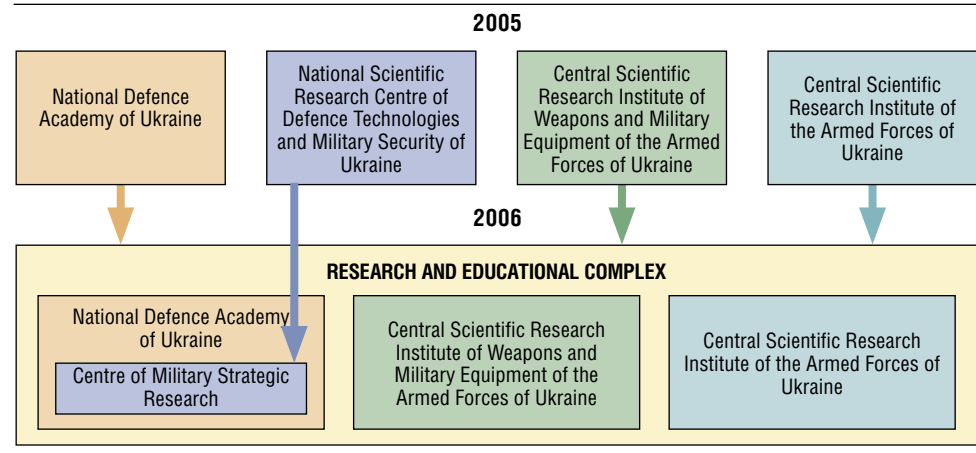 2005
National Defence
Academy of Ukraine
National Scientific
Research Centre of
Defence Technologies
and Military Security of
Ukraine
Central Scientific
Research Institute of
Weapons and Military
Equipment of the Armed
Forces of Ukraine
Central Scientific
Research Institute of
the Armed Forces of
Ukraine
2006
RESEARCH AND EDUCATIONAL COMPLEX
National Defence Academy
of Ukraine
Centre of Military Strategic
Research
Central Scientific Research
Institute of Weapons and
Military Equipment of the
Armed Forces of Ukraine
Central Scientific Research
Institute of the Armed Forces of
Ukraine